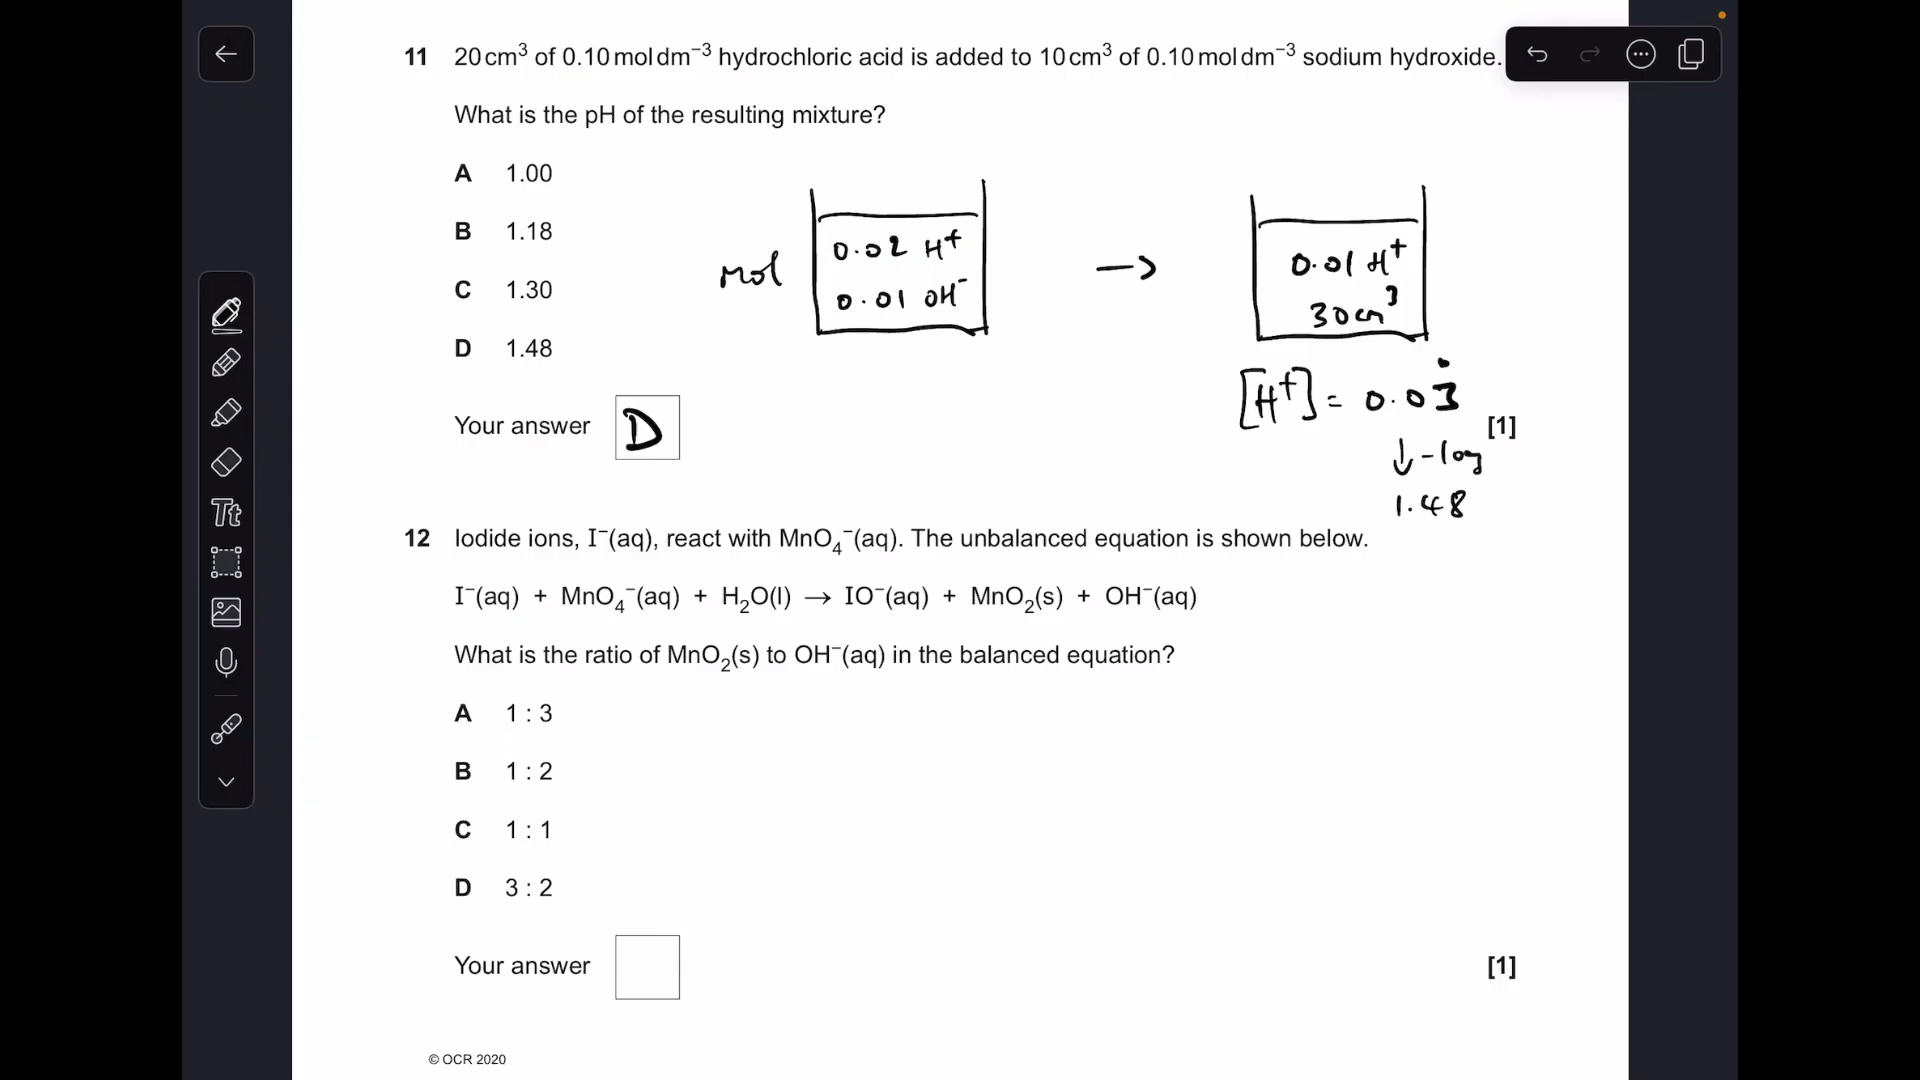 11 20 cm³ of 0.10 mol dm⁻³ hydrochloric acid is added to 10 cm³ of 0.10 mol dm⁻³ sodium hydroxide.
What is the pH of the resulting mixture?
A 1.00
B 1.18
C 1.30
D 1.48
mol
0.02 H⁺
0.01 OH⁻
→
0.01 H⁺
30cm³
[H⁺] = 0.03̇
↓ -log
1.48
Your answer D [1]
12 Iodide ions, I⁻(aq), react with MnO₄⁻(aq). The unbalanced equation is shown below.
I⁻(aq) + MnO₄⁻(aq) + H₂O(l) → IO⁻(aq) + MnO₂(s) + OH⁻(aq)
What is the ratio of MnO₂(s) to OH⁻(aq) in the balanced equation?
A 1 : 3
B 1 : 2
C 1 : 1
D 3 : 2
Your answer [1]
© OCR 2020
Tt